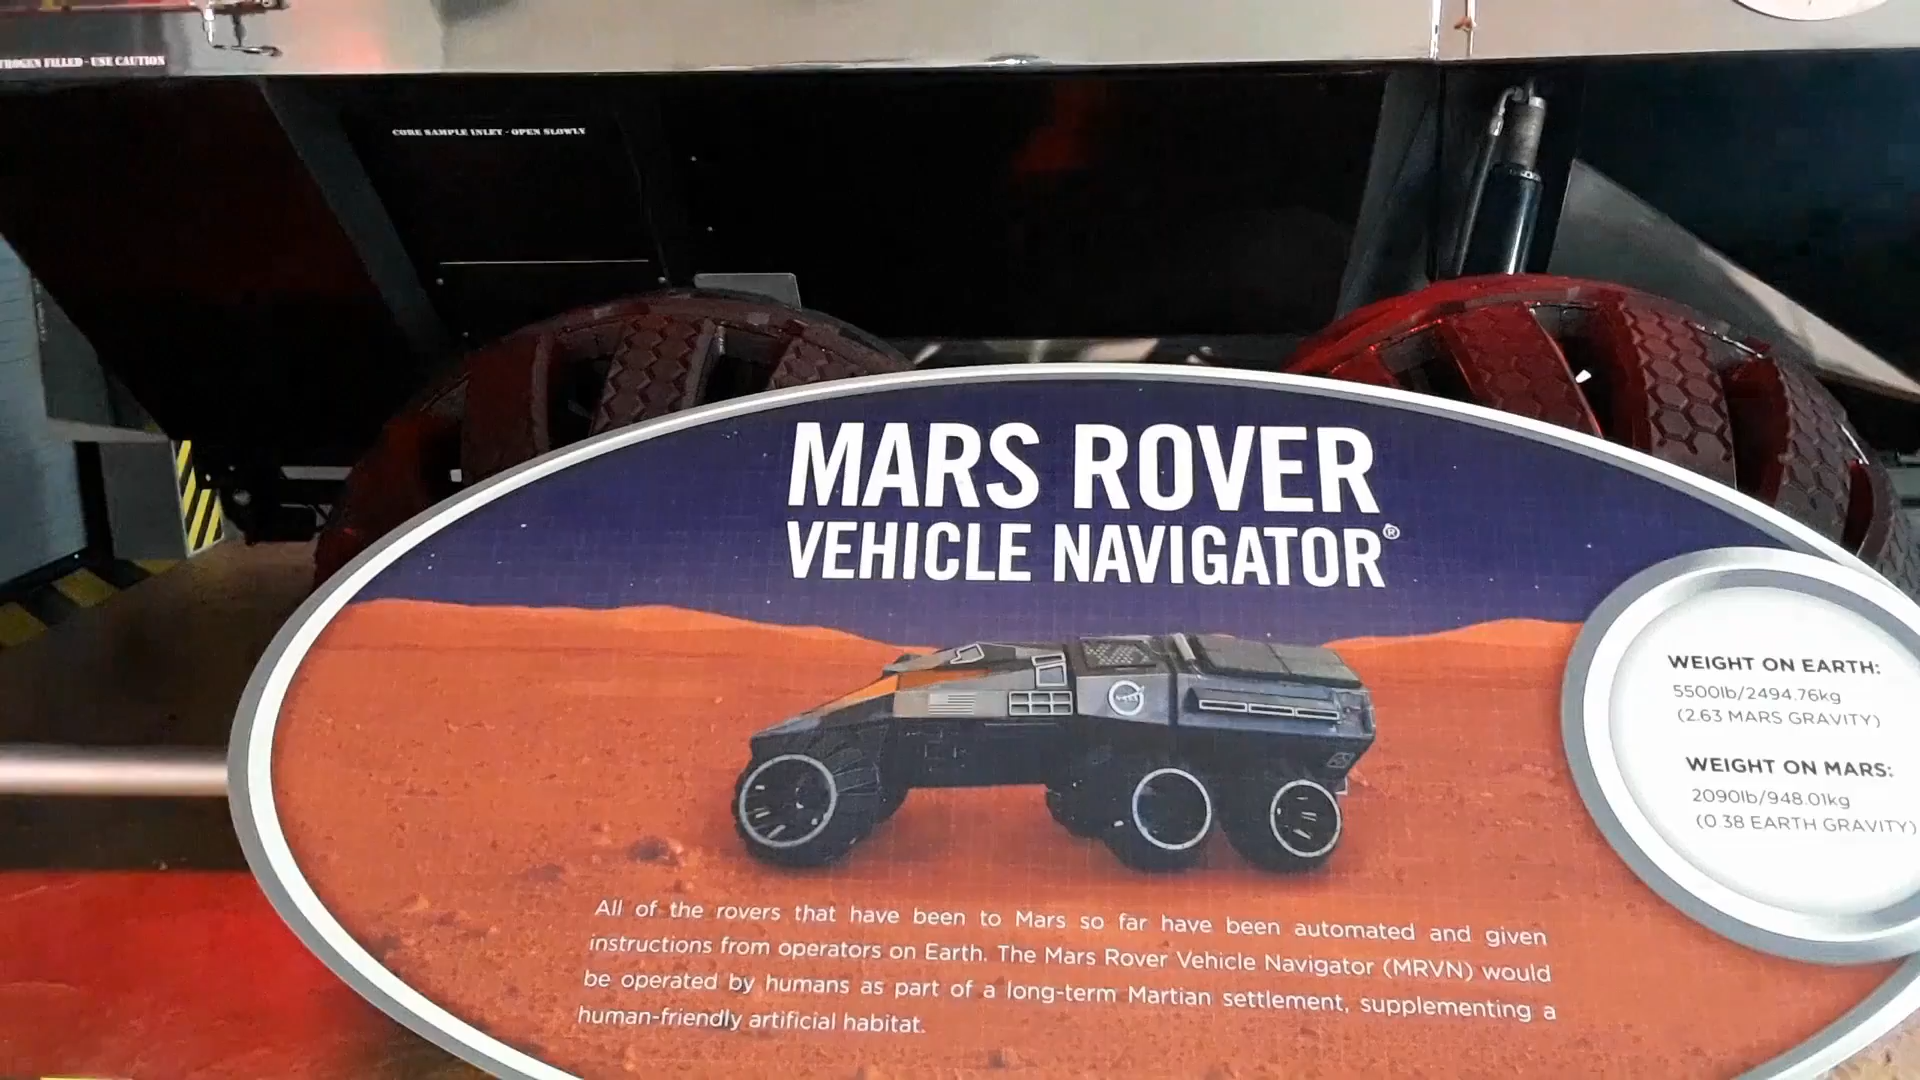 TROGEN FILLED - USE CAUTION
CORE SAMPLE INLET - OPEN SLOWLY
MARS ROVER
VEHICLE NAVIGATOR®
WEIGHT ON EARTH:
5500lb/2494.76kg
(2.63 MARS GRAVITY)
WEIGHT ON MARS:
2090lb/948.01kg
(0.38 EARTH GRAVITY)
All of the rovers that have been to Mars so far have been automated and given
instructions from operators on Earth. The Mars Rover Vehicle Navigator (MRVN) would
be operated by humans as part of a long-term Martian settlement, supplementing a
human-friendly artificial habitat.